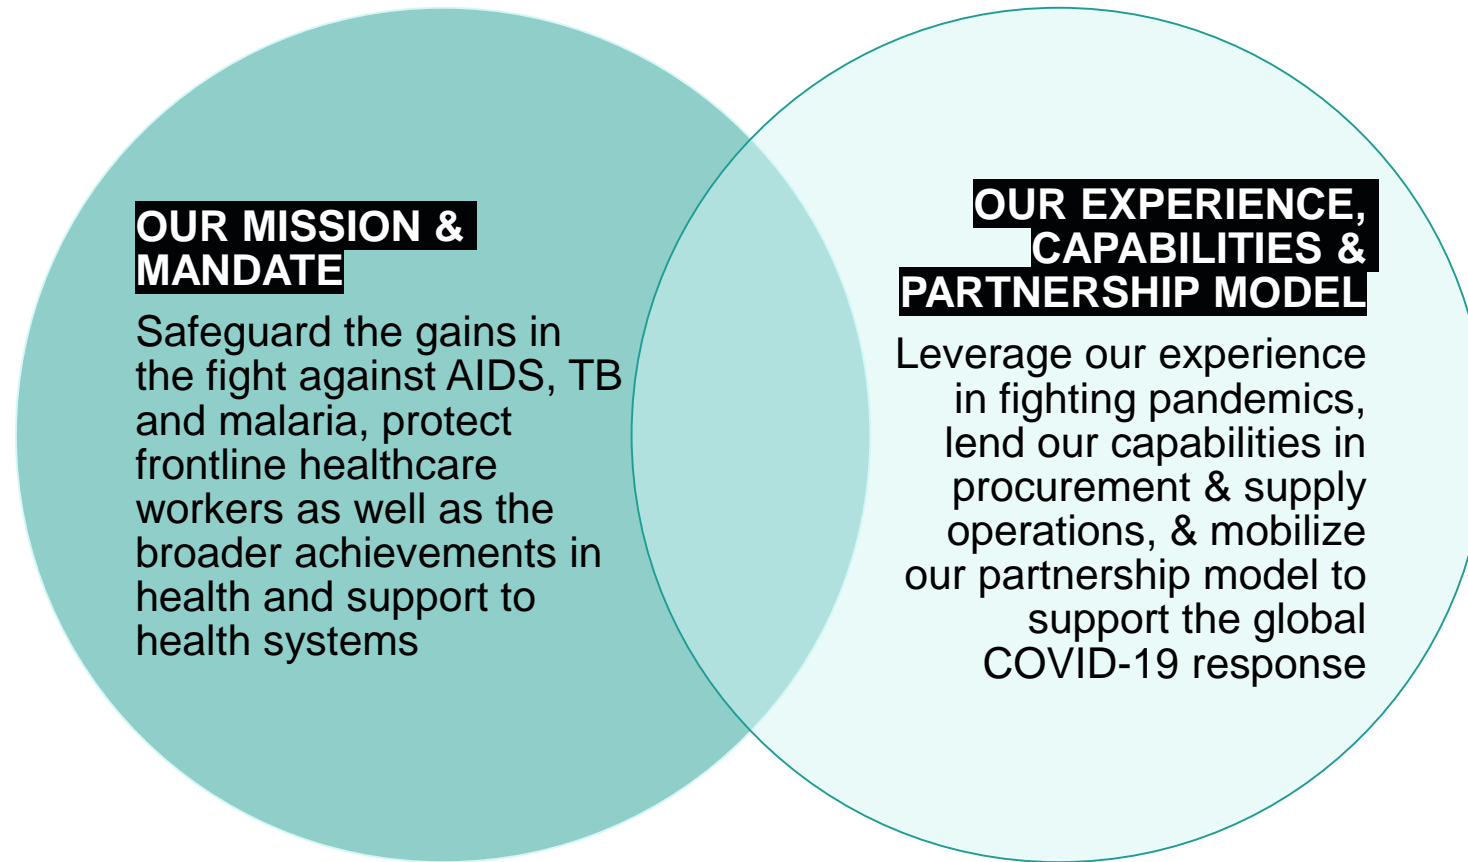 OUR MISSION &
MANDATE
Safeguard the gains in
the fight against AIDS, TB
and malaria, protect
frontline healthcare
workers as well as the
broader achievements in
health and support to
health systems
OUR EXPERIENCE,
CAPABILITIES &
PARTNERSHIP MODEL
Leverage our experience
in fighting pandemics,
lend our capabilities in
procurement & supply
operations, & mobilize
our partnership model to
support the global
COVID-19 response